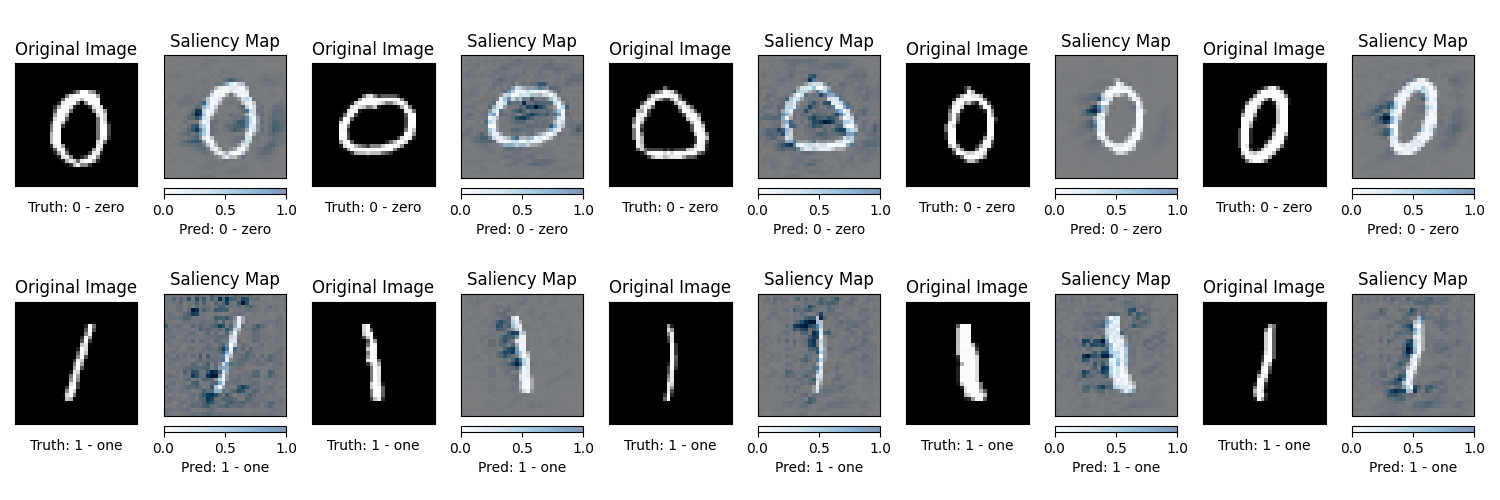 Original Image Saliency Map Original Image Saliency Map Original Image Saliency Map Original Image Saliency Map Original Image Saliency Map
Truth: 0 - zero 0.0 0.5 1.0 Truth: 0 - zero 0.0 0.5 1.0 Truth: 0 - zero 0.0 0.5 1.0 Truth: 0 - zero 0.0 0.5 1.0 Truth: 0 - zero 0.0 0.5 1.0
Pred: 0 - zero Pred: 0 - zero Pred: 0 - zero Pred: 0 - zero Pred: 0 - zero
Original Image Saliency Map Original Image Saliency Map Original Image Saliency Map Original Image Saliency Map Original Image Saliency Map
Truth: 1 - one 0.0 0.5 1.0 Truth: 1 - one 0.0 0.5 1.0 Truth: 1 - one 0.0 0.5 1.0 Truth: 1 - one 0.0 0.5 1.0 Truth: 1 - one 0.0 0.5 1.0
Pred: 1 - one Pred: 1 - one Pred: 1 - one Pred: 1 - one Pred: 1 - one